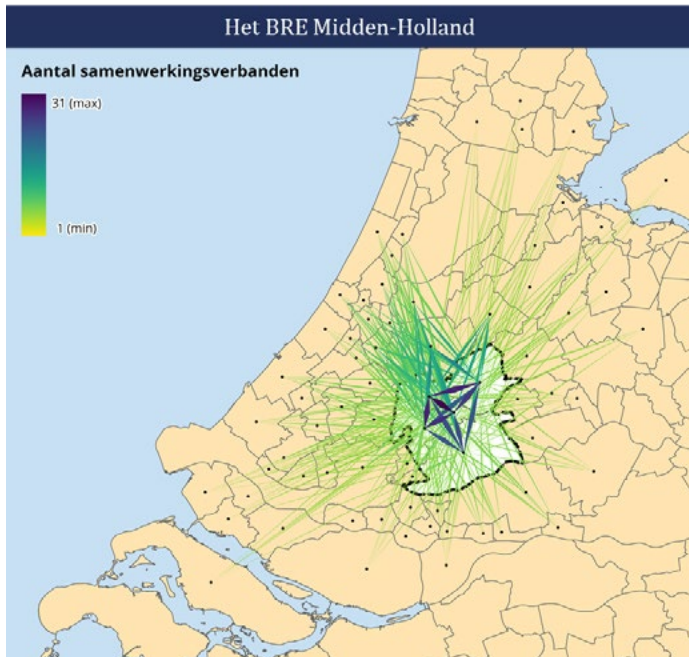 Het BRE Midden-Holland
Aantal samenwerkingsverbanden
31 (max)
1 (min)